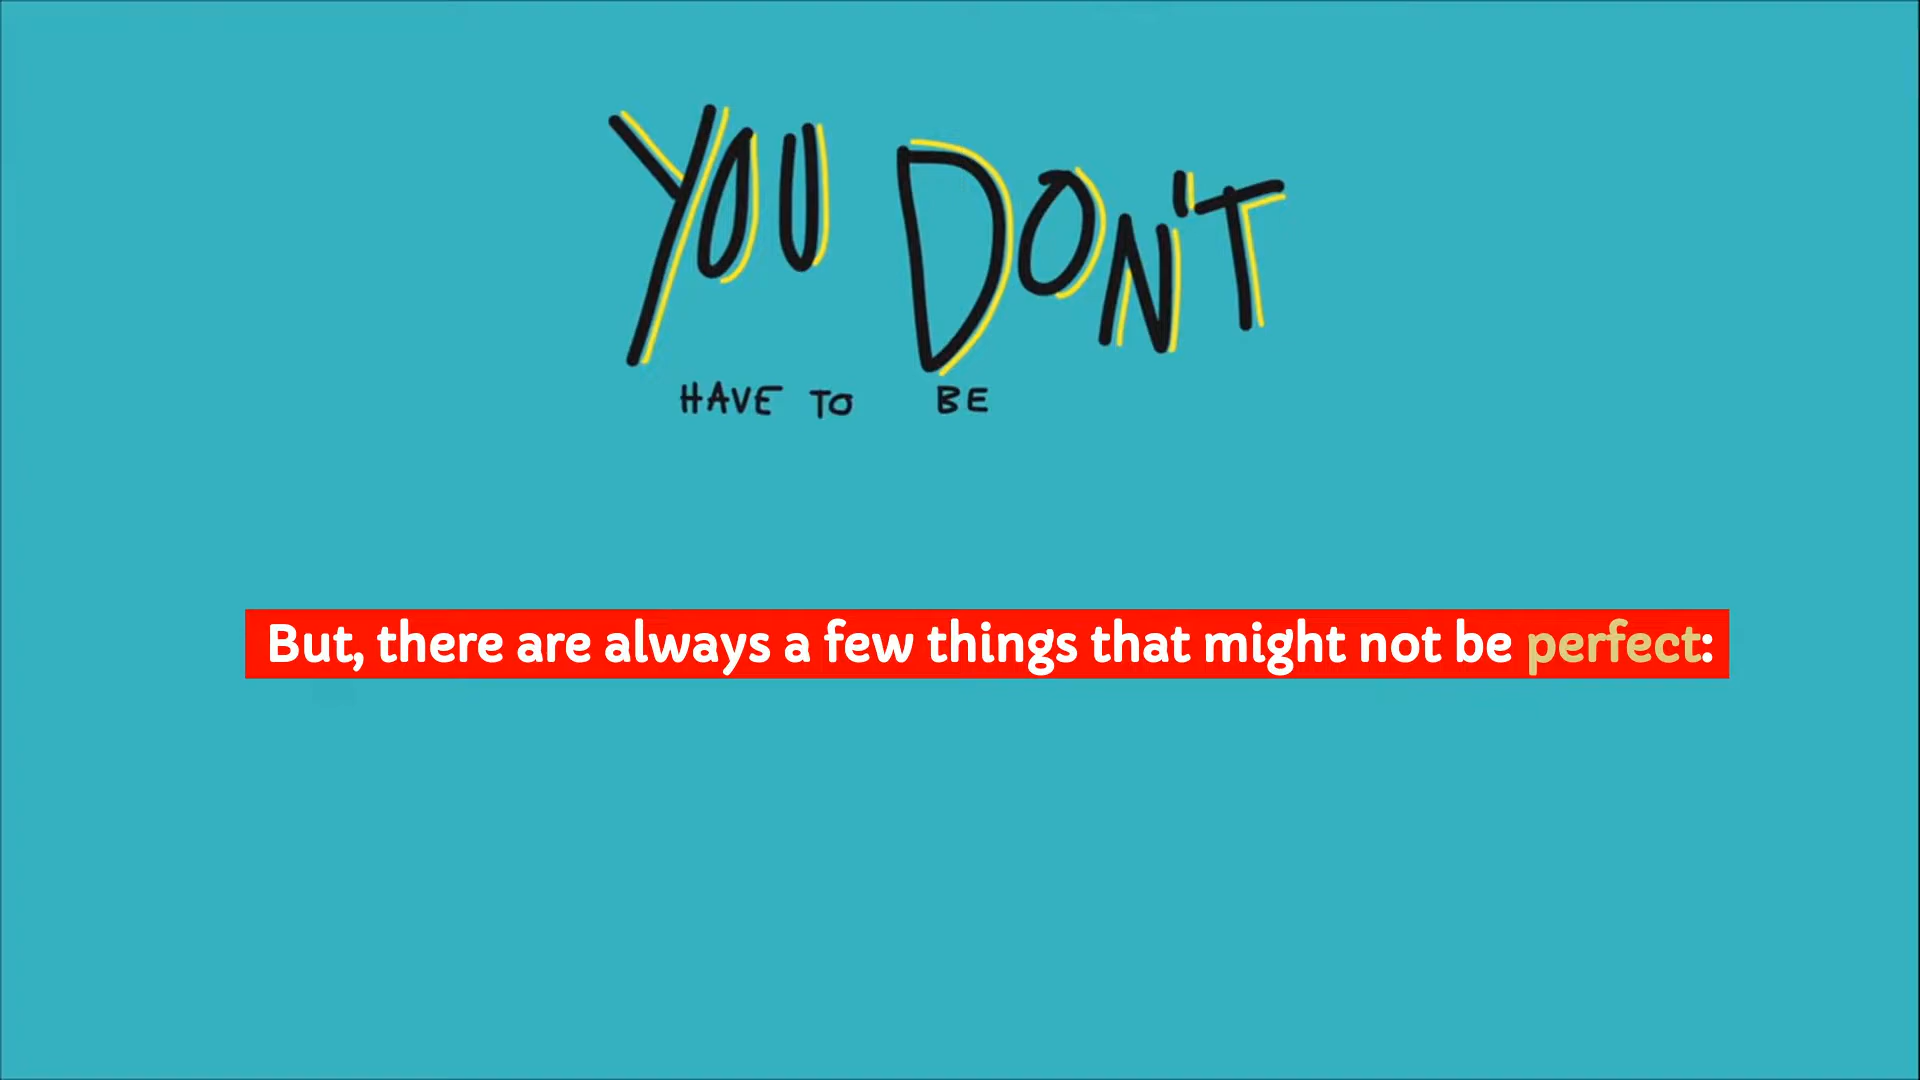 YOU DON'T
HAVE TO BE
But, there are always a few things that might not be perfect: